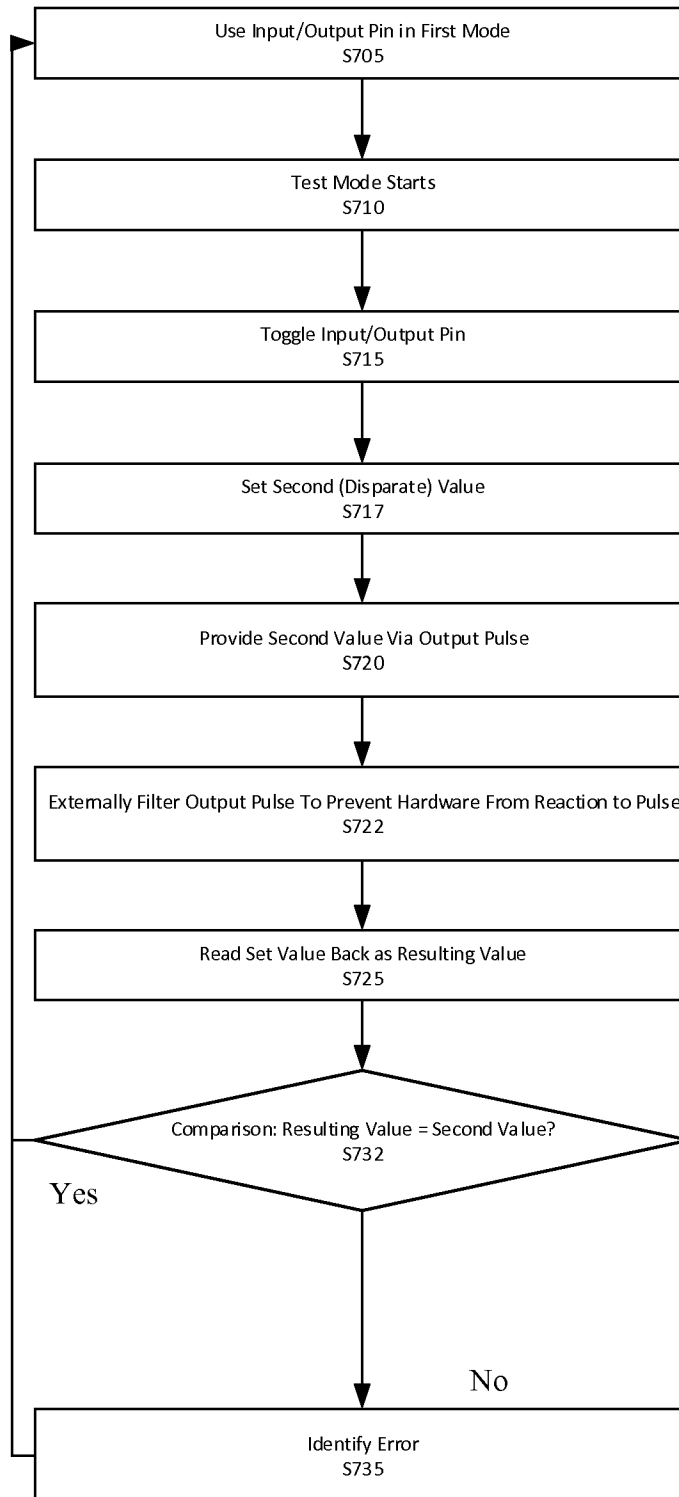 Use Input/Output Pin in First Mode
S705
Test Mode Starts
S710
Toggle Input/Output Pin
S715
Set Second (Disparate) Value
S717
Provide Second Value Via Output Pulse
S720
Externally Filter Output Pulse To Prevent Hardware From Reaction to Pulse
S722
Read Set Value Back as Resulting Value
S725
Comparison: Resulting Value = Second Value?
S732
Yes
No
Identify Error
S735